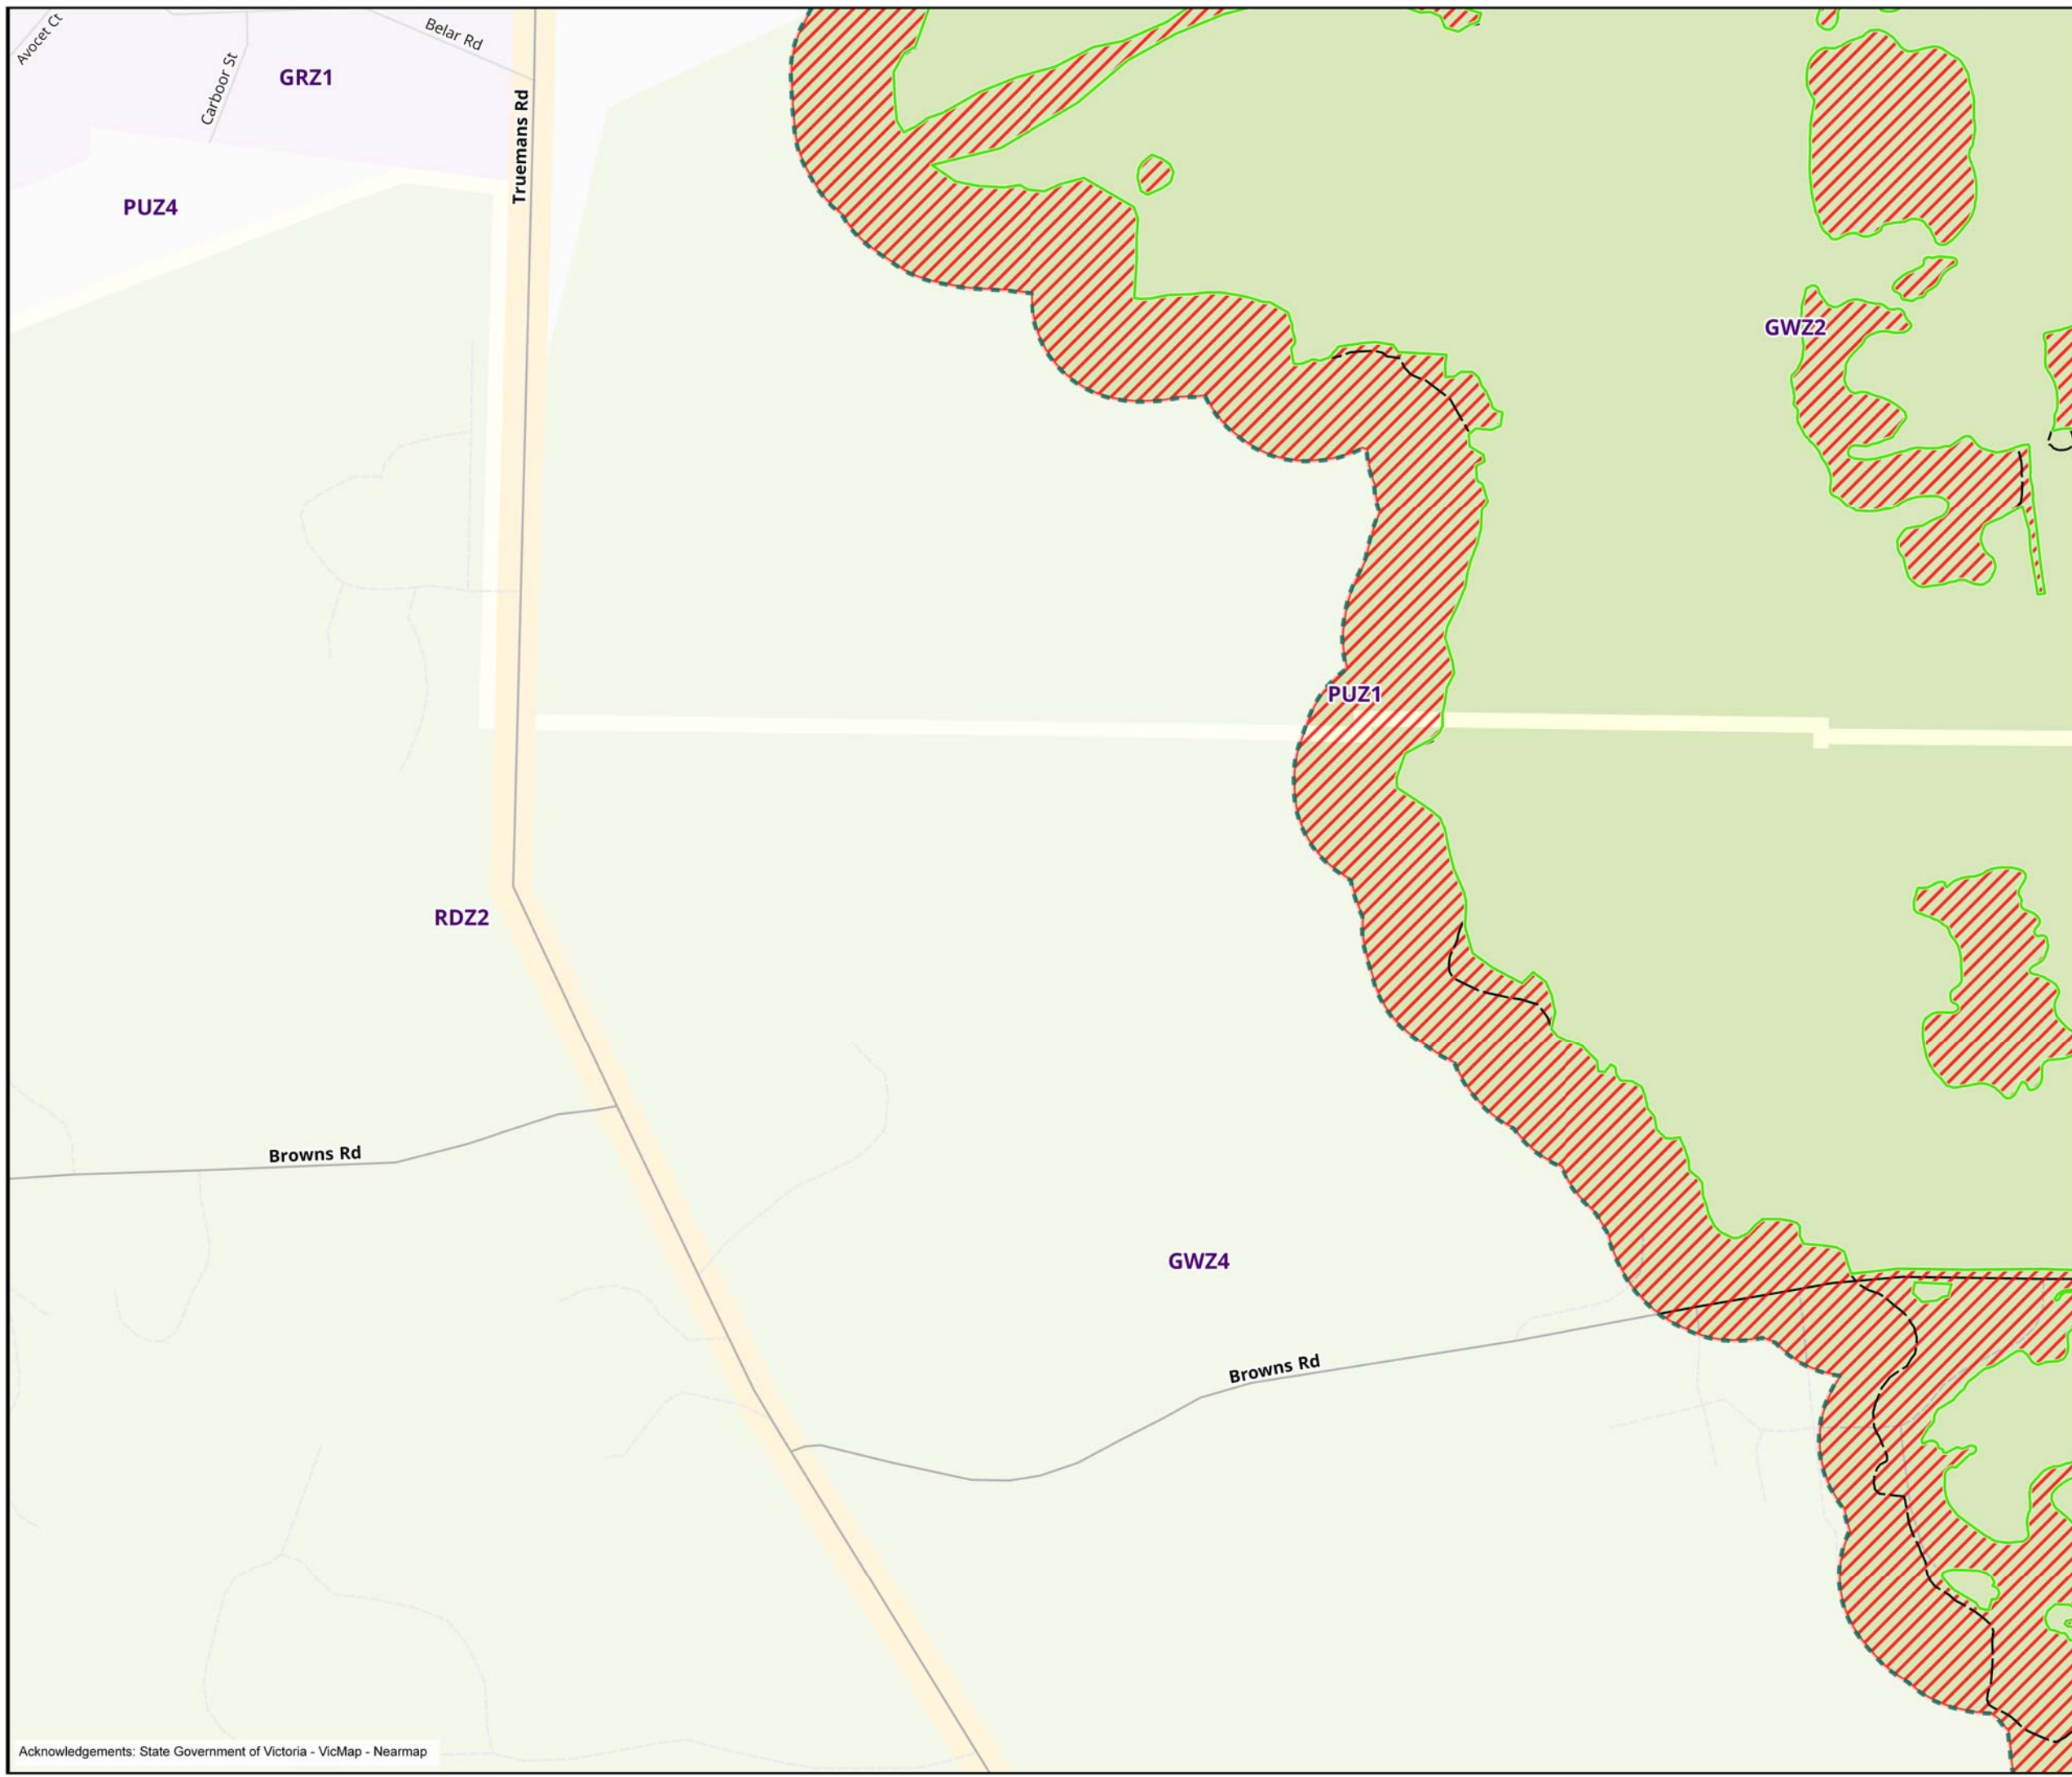 Avocet Ct
Carboor St
Belar Rd
GRZ1
Truemans Rd
PUZ4
GWZ2
PUZ1
RDZ2
Browns Rd
GWZ4
Browns Rd
Acknowledgements: State Government of Victoria - VicMap - Nearmap